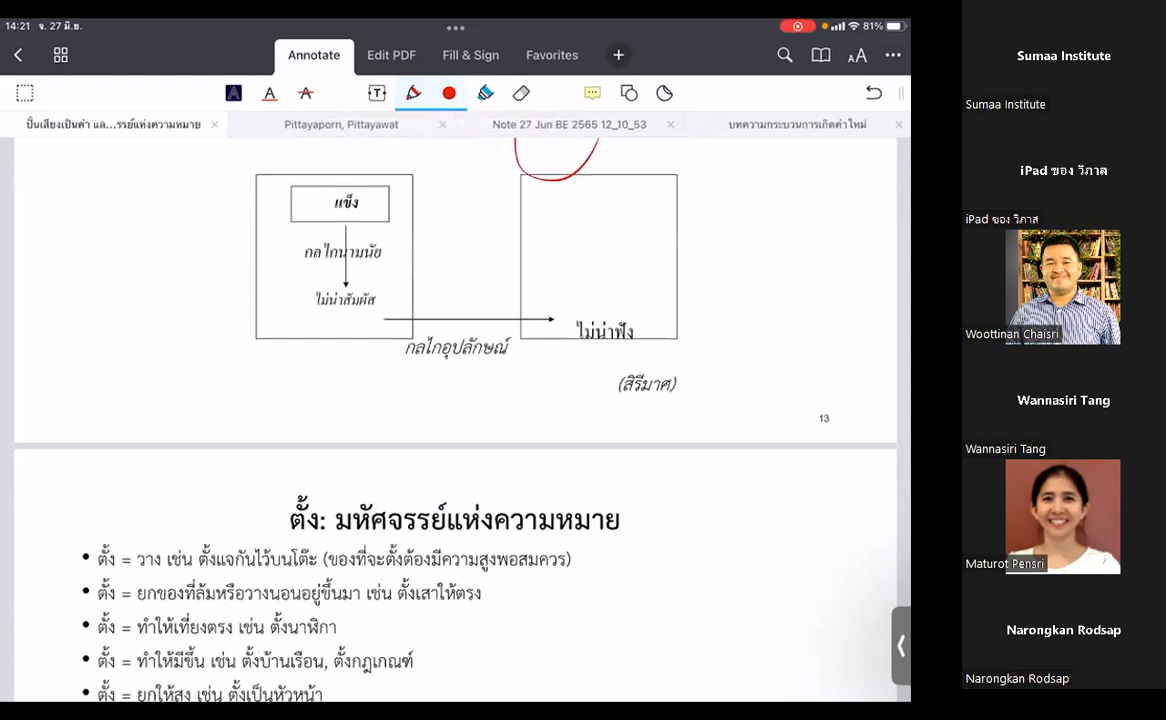 14:21 จ. 27 มิ.ย.
81%
Annotate
Edit PDF
Fill & Sign
Favorites
ปั้นเสียงเป็นคำ แล...รรย์แห่งความหมาย
Pittayaporn, Pittayawat
Note 27 Jun BE 2565 12_10_53
บทความกระบวนการเกิดคำใหม่
แข็ง
กลไกนามนัย
ไม่น่าสัมผัส
ไม่น่าฟัง
กลไกอุปลักษณ์
(สิรีมาศ)
13
ตั้ง: มหัศจรรย์แห่งความหมาย
• ตั้ง = วาง เช่น ตั้งแจกันไว้บนโต๊ะ (ของที่จะตั้งต้องมีความสูงพอสมควร)
• ตั้ง = ยกของที่ล้มหรือวางนอนอยู่ขึ้นมา เช่น ตั้งเสาให้ตรง
• ตั้ง = ทำให้เที่ยงตรง เช่น ตั้งนาฬิกา
• ตั้ง = ทำให้มีขึ้น เช่น ตั้งบ้านเรือน, ตั้งกฎเกณฑ์
• ตั้ง = ยกให้สูง เช่น ตั้งเป็นหัวหน้า
Sumaa Institute
Sumaa Institute
iPad ของ วิภาส
iPad ของ วิภาส
Woottinan Chaisri
Wannasiri Tang
Wannasiri Tang
Maturot Pensri
Narongkan Rodsap
Narongkan Rodsap